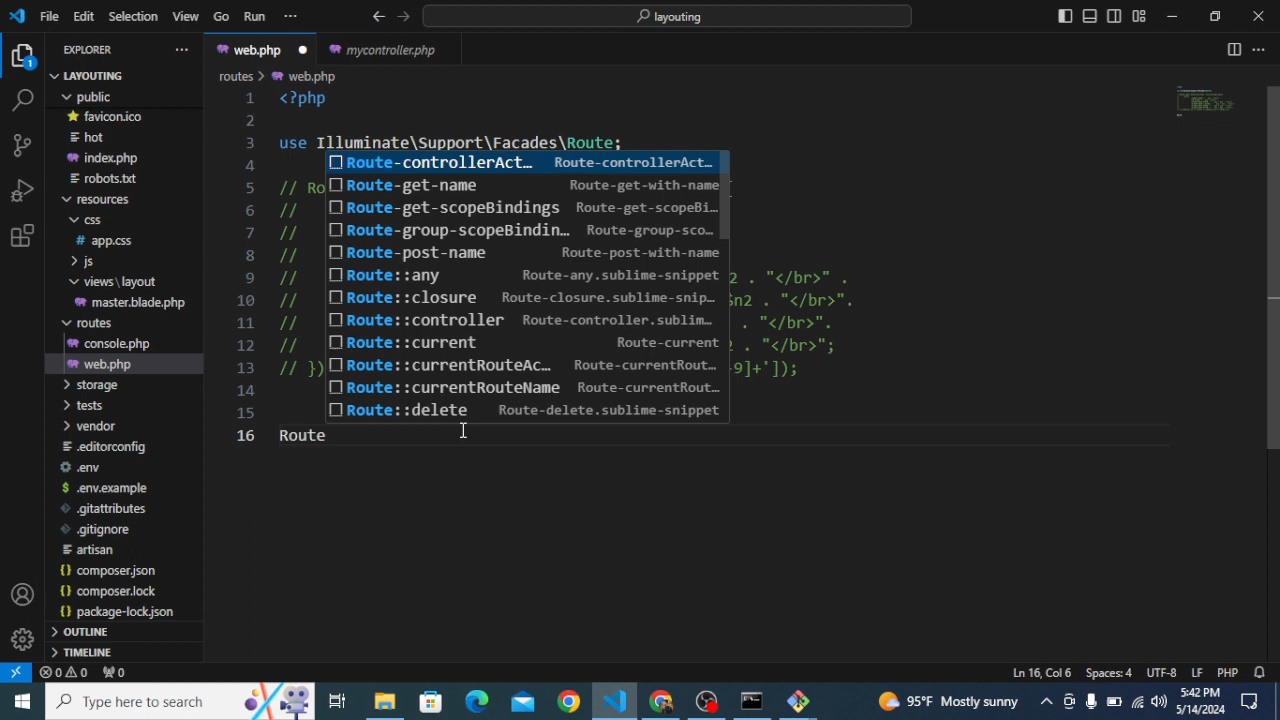 File Edit Selection View Go Run ··· layouting
EXPLORER ···
LAYOUTING
public
favicon.ico
hot
index.php
robots.txt
resources
css
app.css
js
views\layout
master.blade.php
routes
console.php
web.php
storage
tests
vendor
.editorconfig
.env
.env.example
.gitattributes
.gitignore
artisan
composer.json
composer.lock
package-lock.json
OUTLINE
TIMELINE
1
web.php mycontroller.php
routes > web.php
1 <?php
2
3 use Illuminate\Support\Facades\Route;
4
5 // Ro
6 //
7 //
8 //
9 // 2 . "</br>" .
10 // $n2 . "</br>".
11 // . "</br>".
12 // 2 . "</br>";
13 // }) -9]+']);
14
15
16 Route
Route-controllerAct… Route-controllerAct…
Route-get-name Route-get-with-name
Route-get-scopeBindings Route-get-scopeBi…
Route-group-scopeBindin… Route-group-sco…
Route-post-name Route-post-with-name
Route::any Route-any.sublime-snippet
Route::closure Route-closure.sublime-snip…
Route::controller Route-controller.sublim…
Route::current Route-current
Route::currentRouteAc… Route-currentRout…
Route::currentRouteName Route-currentRout…
Route::delete Route-delete.sublime-snippet
0 0 0 Ln 16, Col 6 Spaces: 4 UTF-8 LF PHP
Type here to search 95°F Mostly sunny 5:42 PM
5/14/2024